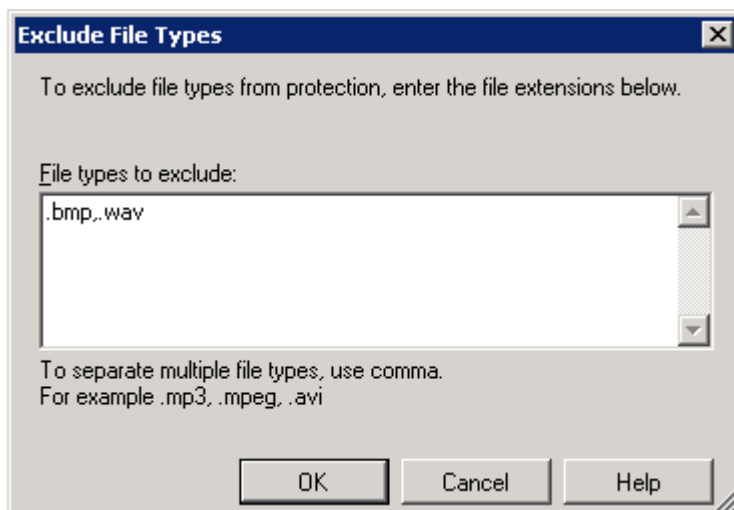 Exclude File Types
To exclude file types from protection, enter the file extensions below.
File types to exclude:
.bmp,.wav
To separate multiple file types, use comma.
For example .mp3, .mpeg, .avi
OK Cancel Help